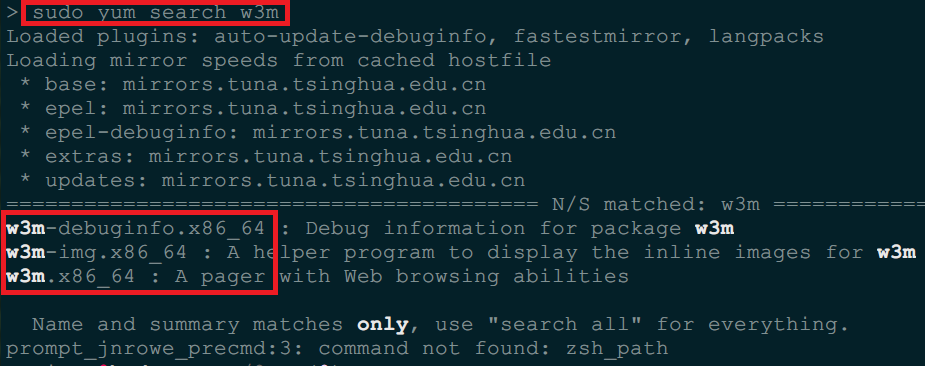 > sudo yum search w3m
Loaded plugins: auto-update-debuginfo, fastestmirror, langpacks
Loading mirror speeds from cached hostfile
 * base: mirrors.tuna.tsinghua.edu.cn
 * epel: mirrors.tuna.tsinghua.edu.cn
 * epel-debuginfo: mirrors.tuna.tsinghua.edu.cn
 * extras: mirrors.tuna.tsinghua.edu.cn
 * updates: mirrors.tuna.tsinghua.edu.cn
========================================= N/S matched: w3m ============
w3m-debuginfo.x86_64 : Debug information for package w3m
w3m-img.x86_64 : A helper program to display the inline images for w3m
w3m.x86_64 : A pager with Web browsing abilities
  Name and summary matches only, use "search all" for everything.
prompt_jnrowe_precmd:3: command not found: zsh_path